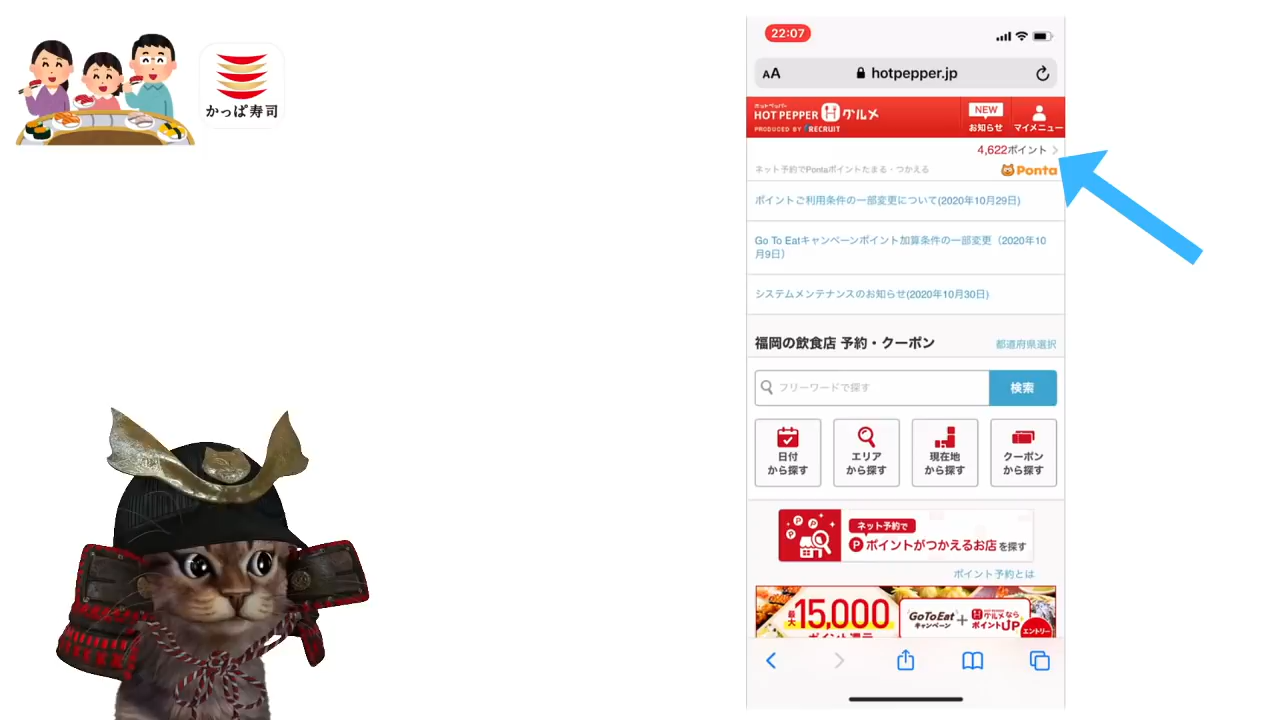 かっぱ寿司
22:07
AA
hotpepper.jp
ホットペッパー
HOT PEPPER グルメ
PRODUCED BY RECRUIT
NEW
お知らせ
マイメニュー
4,622ポイント
ネット予約でPontaポイントたまる・つかえる
Ponta
ポイントご利用条件の一部変更について(2020年10月29日)
Go To Eatキャンペーンポイント加算条件の一部変更（2020年10
月9日）
システムメンテナンスのお知らせ(2020年10月30日)
福岡の飲食店 予約・クーポン
都道府県選択
フリーワードで探す
検索
日付
から探す
エリア
から探す
現在地
から探す
クーポン
から探す
ネット予約で
P ポイントがつかえるお店を探す
ポイント予約とは
最大
15,000
ポイント還元
GoToEat
キャンペーン
+
HOT PEPPER
グルメなら
ポイントUP
エントリー